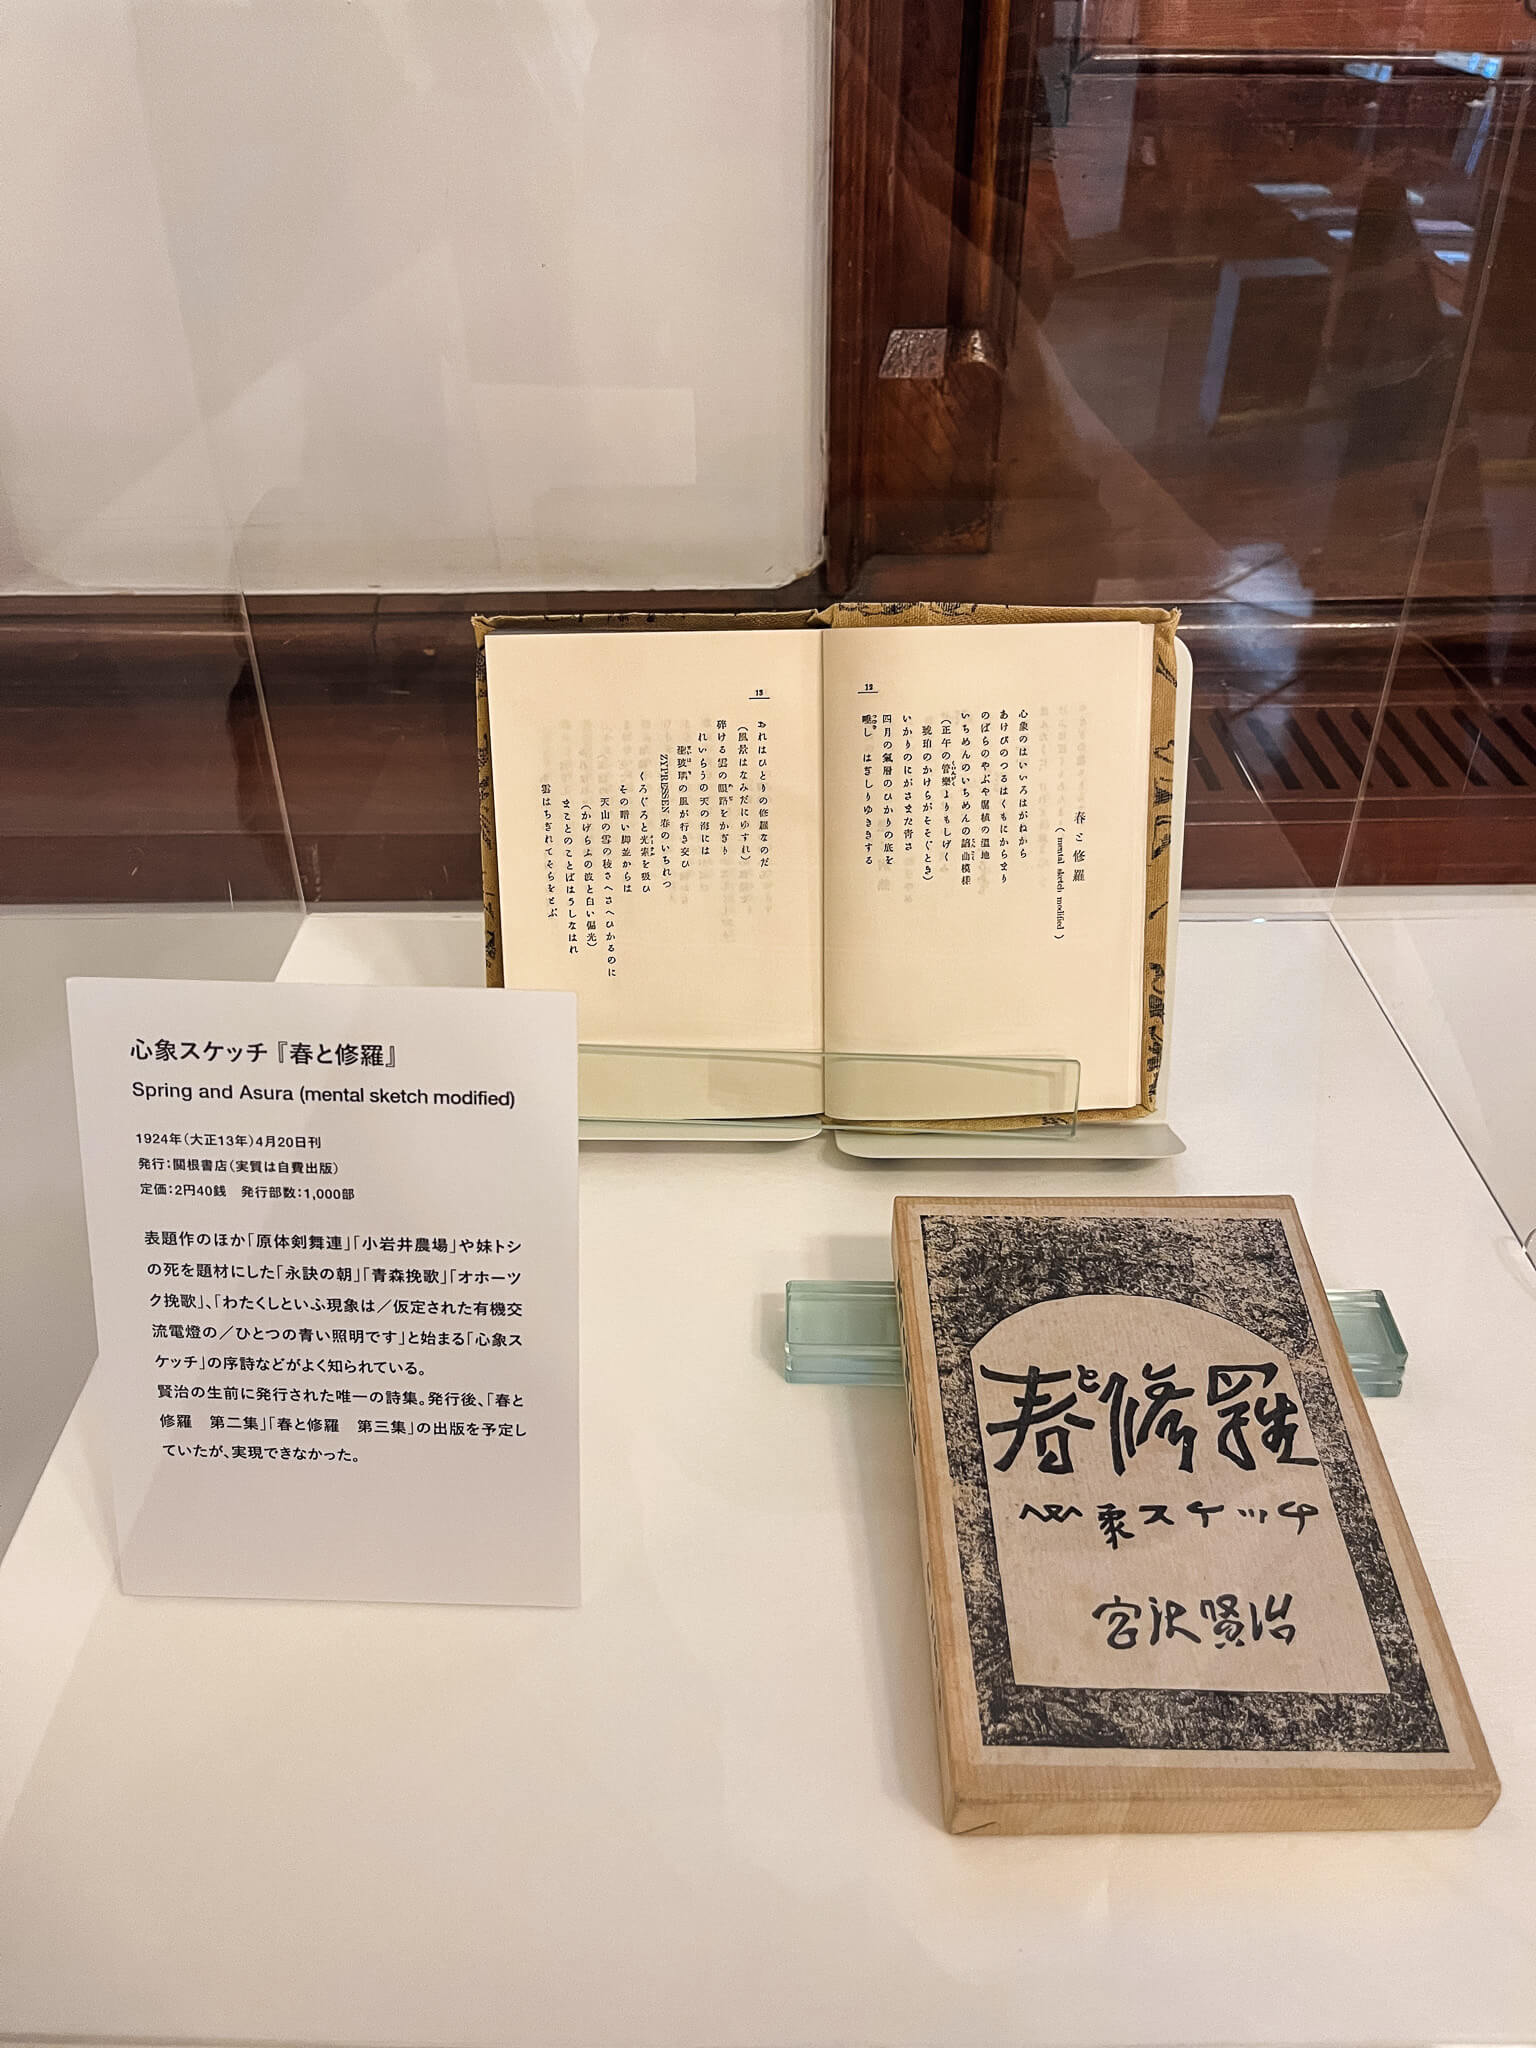 13
12
春と修羅
(mental sketch modified)
心象のはいいろはがねから
あけびのつるはくもにからまり
のばらのやぶや腐植の濕地
いちめんのいちめんの諂曲模様
(正午の管樂よりもしげく
琥珀のかけらがそそぐとき)
いかりのにがさまた青さ
四月の氣層のひかりの底を
唾し はぎしりゆききする
おれはひとりの修羅なのだ
(風景はなみだにゆすれ)
碎ける雲の眼路をかぎり
れいらうの天の海には
聖玻璃の風が行き交ひ
ZYPRESSEN 春のいちれつ
くろぐろと光素を吸ひ
その暗い脚並からは
天山の雪の稜さへひかるのに
(かげらふの波と白い偏光)
まことのことばはうしなはれ
雲はちぎれてそらをとぶ
心象スケッチ『春と修羅』
Spring and Asura (mental sketch modified)
1924年(大正13年)4月20日刊
発行:関根書店(実質は自費出版)
定価:2円40銭 発行部数:1,000部
表題作のほか「原体剣舞連」「小岩井農場」や妹トシ
の死を題材にした「永訣の朝」「青森挽歌」「オホーツ
ク挽歌」、「わたくしといふ現象は／仮定された有機交
流電燈の／ひとつの青い照明です」と始まる「心象ス
ケッチ」の序詩などがよく知られている。
賢治の生前に発行された唯一の詩集。発行後、「春と
修羅 第二集」「春と修羅 第三集」の出版を予定し
ていたが、実現できなかった。
春と修羅
心象スケッチ
宮沢賢治